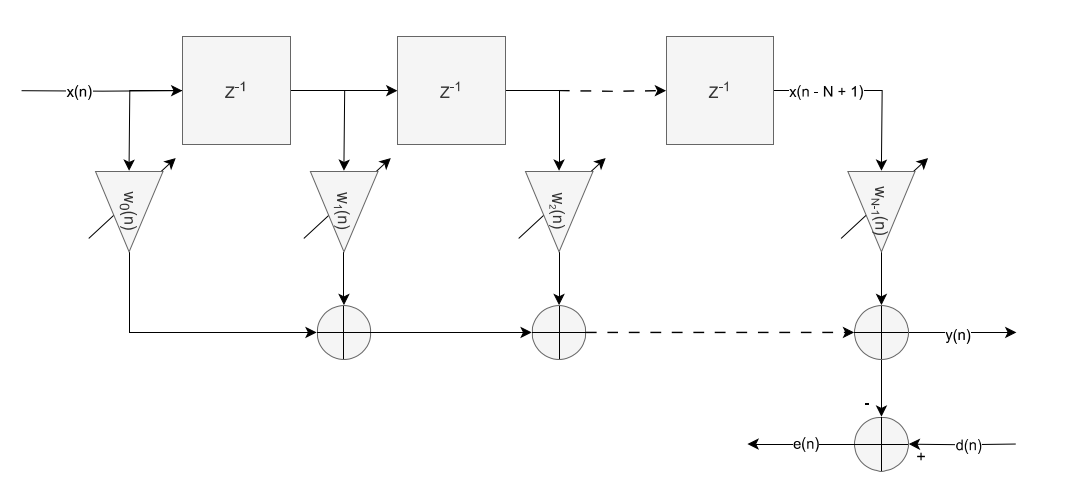 x(n)
Z⁻¹
Z⁻¹
Z⁻¹
x(n - N + 1)
w₀(n)
w₁(n)
w₂(n)
wN-1(n)
y(n)
-
e(n)
d(n)
+